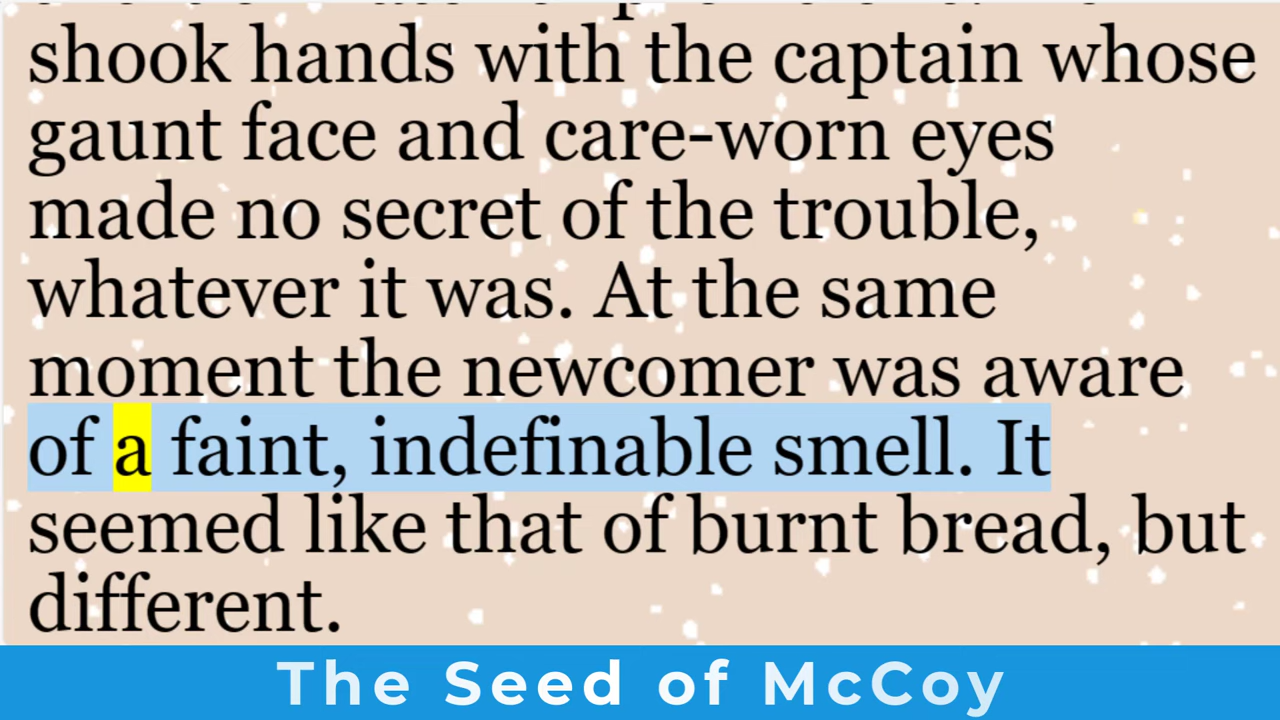 shook hands with the captain whose
gaunt face and care-worn eyes
made no secret of the trouble,
whatever it was. At the same
moment the newcomer was aware
of a faint, indefinable smell. It
seemed like that of burnt bread, but
different.
The Seed of McCoy